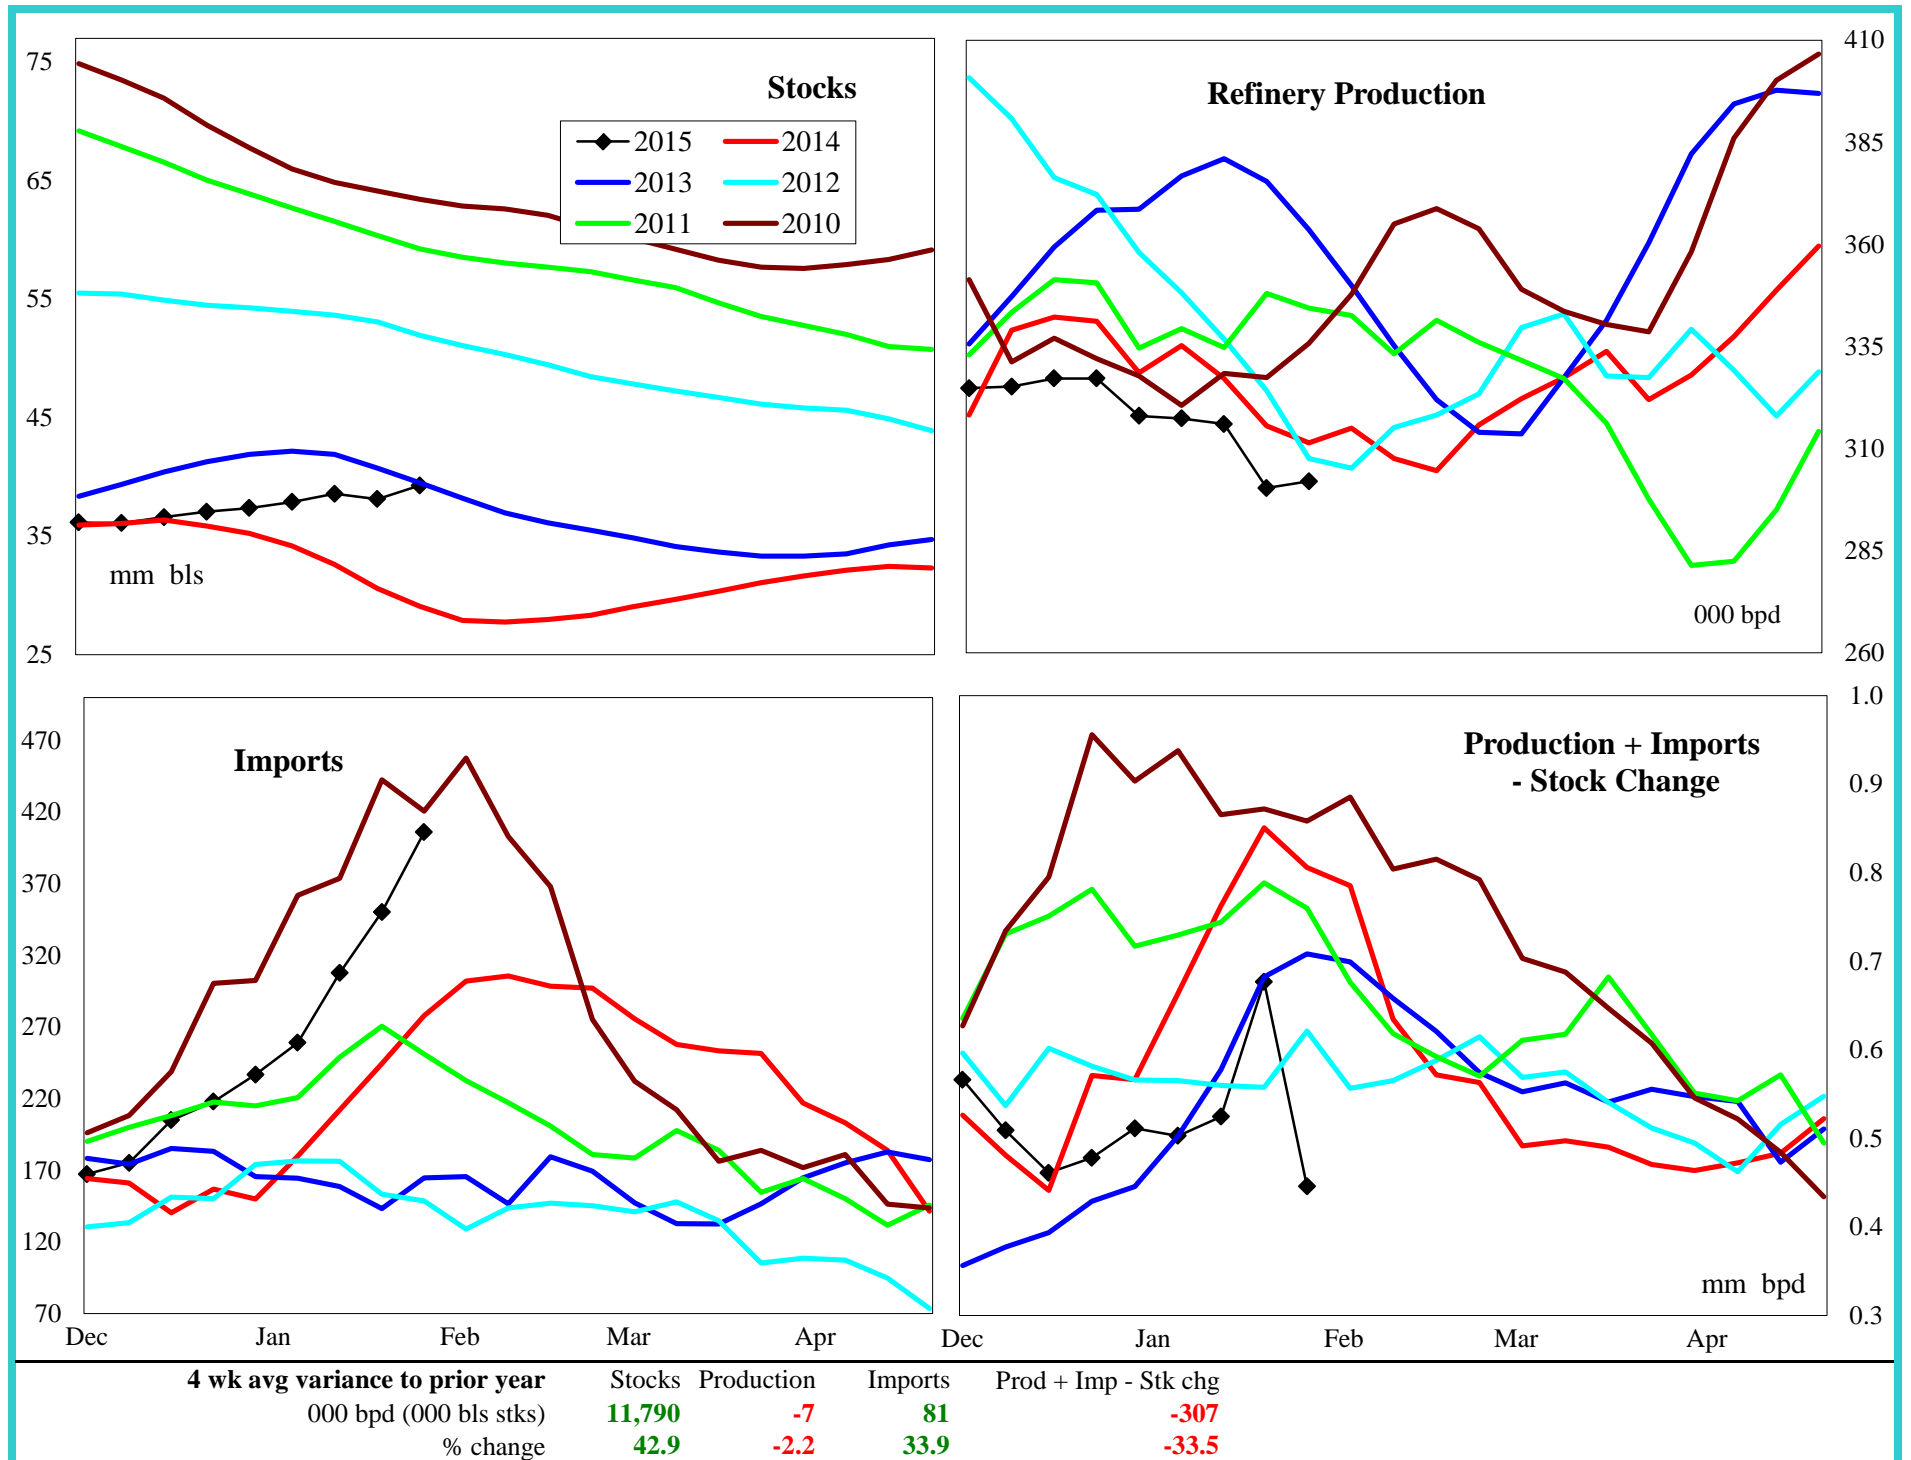 Stocks
75
65
55
45
35
25
mm bls
2015
2014
2013
2012
2011
2010
Refinery Production
410
385
360
335
310
285
260
000 bpd
Imports
470
420
370
320
270
220
170
120
70
Dec Jan Feb Mar Apr
Production + Imports
- Stock Change
1.0
0.9
0.8
0.7
0.6
0.5
0.4
0.3
mm bpd
Dec Jan Feb Mar Apr
4 wk avg variance to prior year Stocks Production Imports Prod + Imp - Stk chg
000 bpd (000 bls stks) 11,790 -7 81 -307
% change 42.9 -2.2 33.9 -33.5